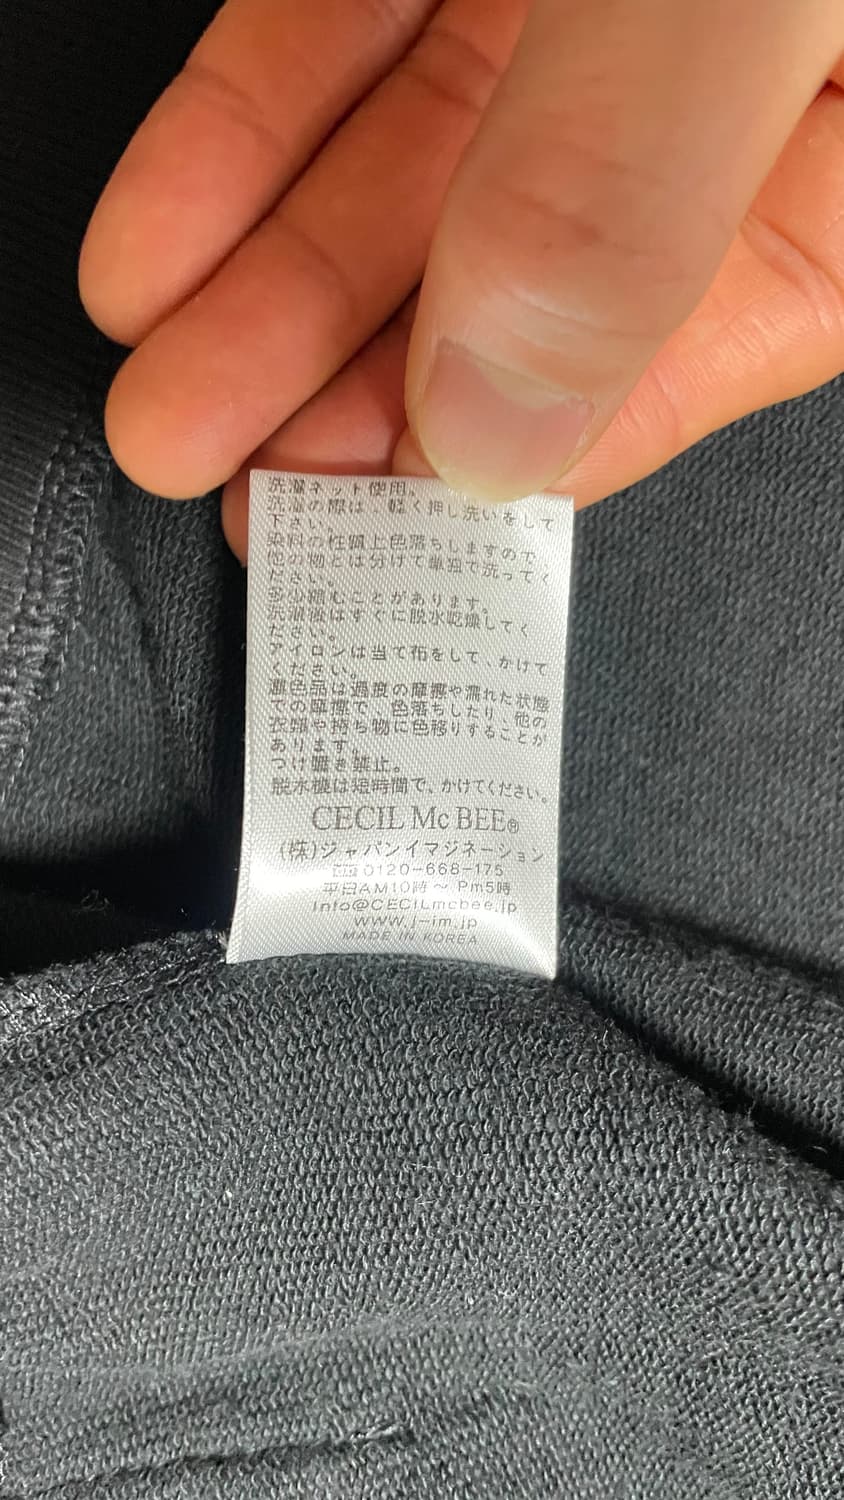 洗濯ネット使用。
洗濯の際は、軽く押し洗いをして
下さい。
染料の性質上色落ちしますので
他の物とは分けて単独で洗ってく
ださい。
多少縮むことがあります。
洗濯後はすぐに脱水乾燥してく
ださい。
アイロンは当て布をして、かけて
ください。
濃色品は過度の摩擦や濡れた状態
での摩擦で、色落ちしたり、他の
衣類や持ち物に色移りすることが
あります。
つけ置き禁止。
脱水機は短時間で、かけてください。
CECIL Mc BEE®
(株)ジャパンイマジネーション
0120-668-175
平日AM10時～Pm5時
Info@CECILmcbee.jp
www.j-im.jp
MADE IN KOREA